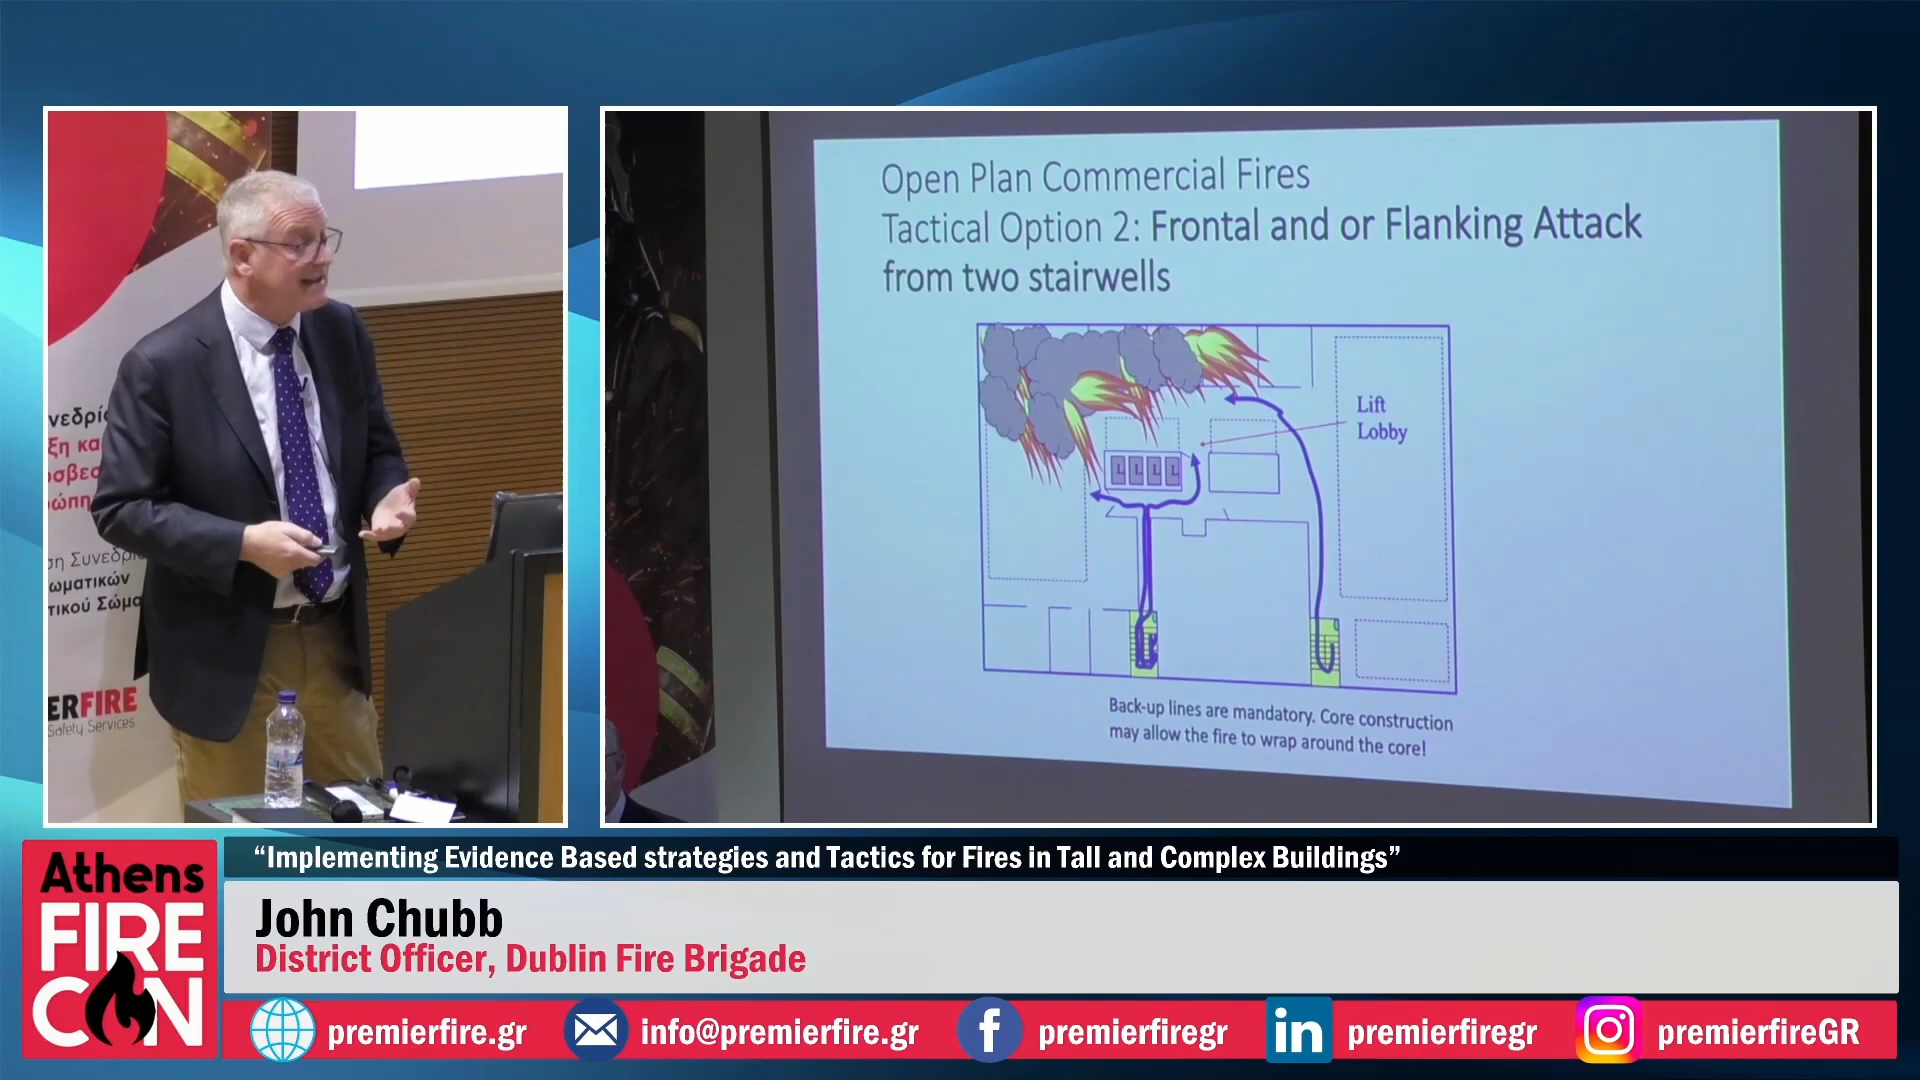 Open Plan Commercial Fires
Tactical Option 2: Frontal and or Flanking Attack
from two stairwells
Lift
Lobby
Back-up lines are mandatory. Core construction
may allow the fire to wrap around the core!
ERFIRE
Safety Services
"Implementing Evidence Based strategies and Tactics for Fires in Tall and Complex Buildings"
Athens
FIRE
CON
John Chubb
District Officer, Dublin Fire Brigade
premierfire.gr
info@premierfire.gr
premierfiregr
premierfiregr
premierfireGR